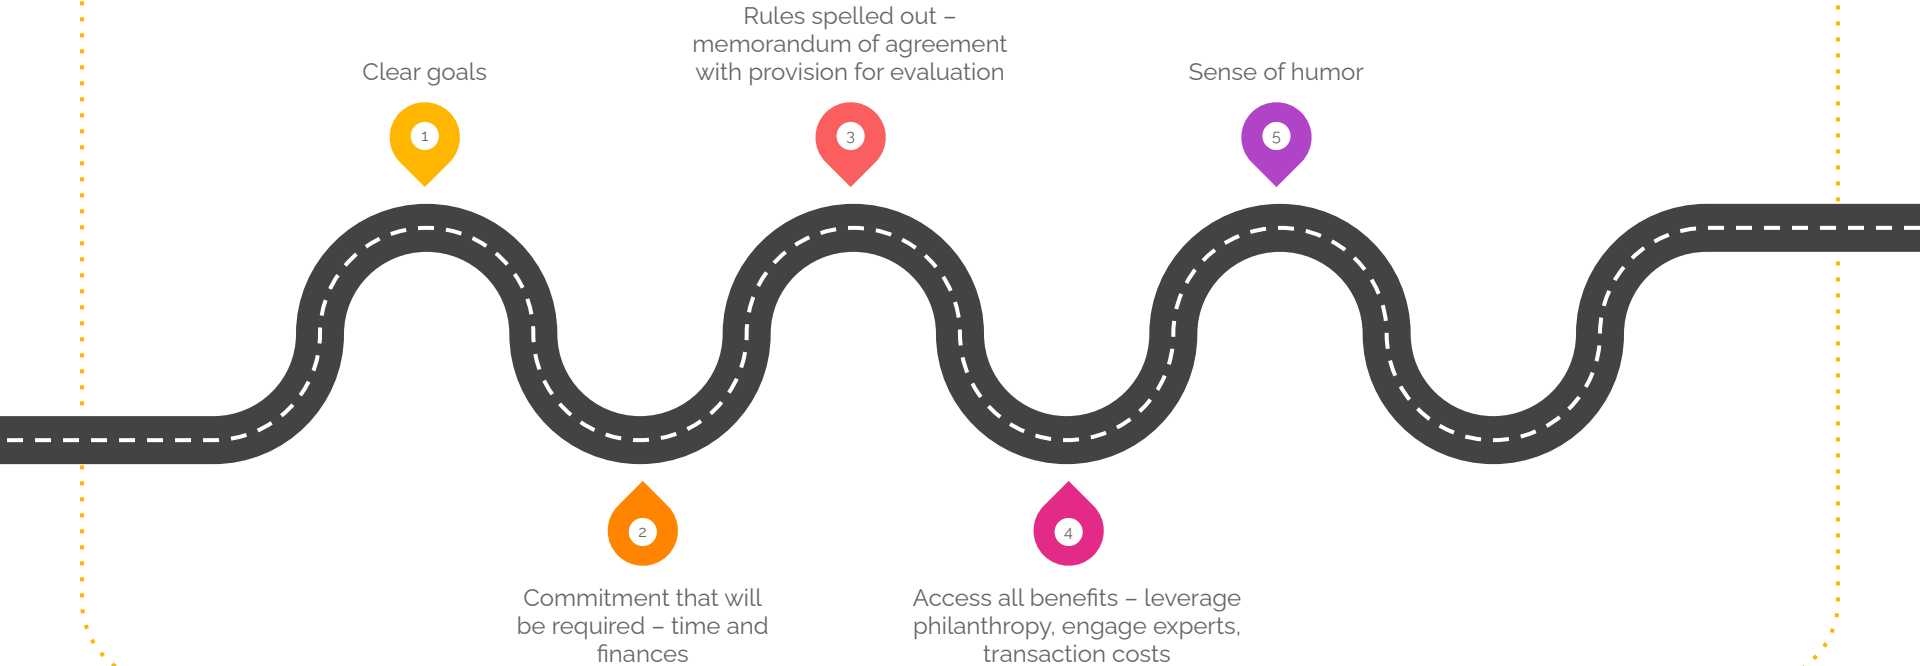 Clear goals
1
Commitment that will
be required – time and
finances
2
Rules spelled out –
memorandum of agreement
with provision for evaluation
3
Access all benefits – leverage
philanthropy, engage experts,
transaction costs
4
Sense of humor
5